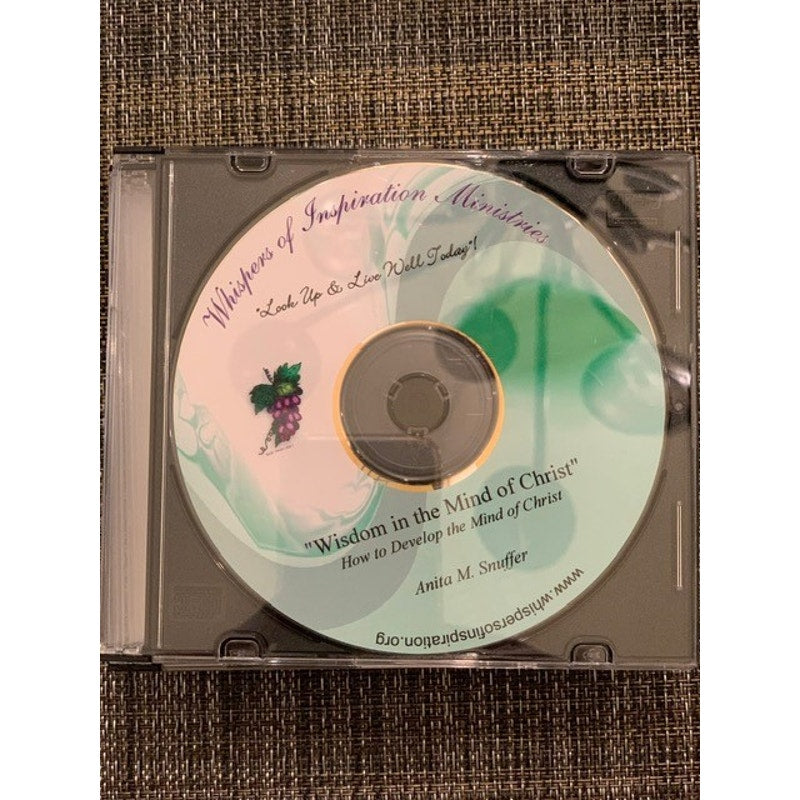 Whispers of Inspiration Ministries
"Look Up & Live Well Today"!
"Wisdom in the Mind of Christ"
How to Develop the Mind of Christ
Anita M. Snuffer
www.whispersofinspiration.org